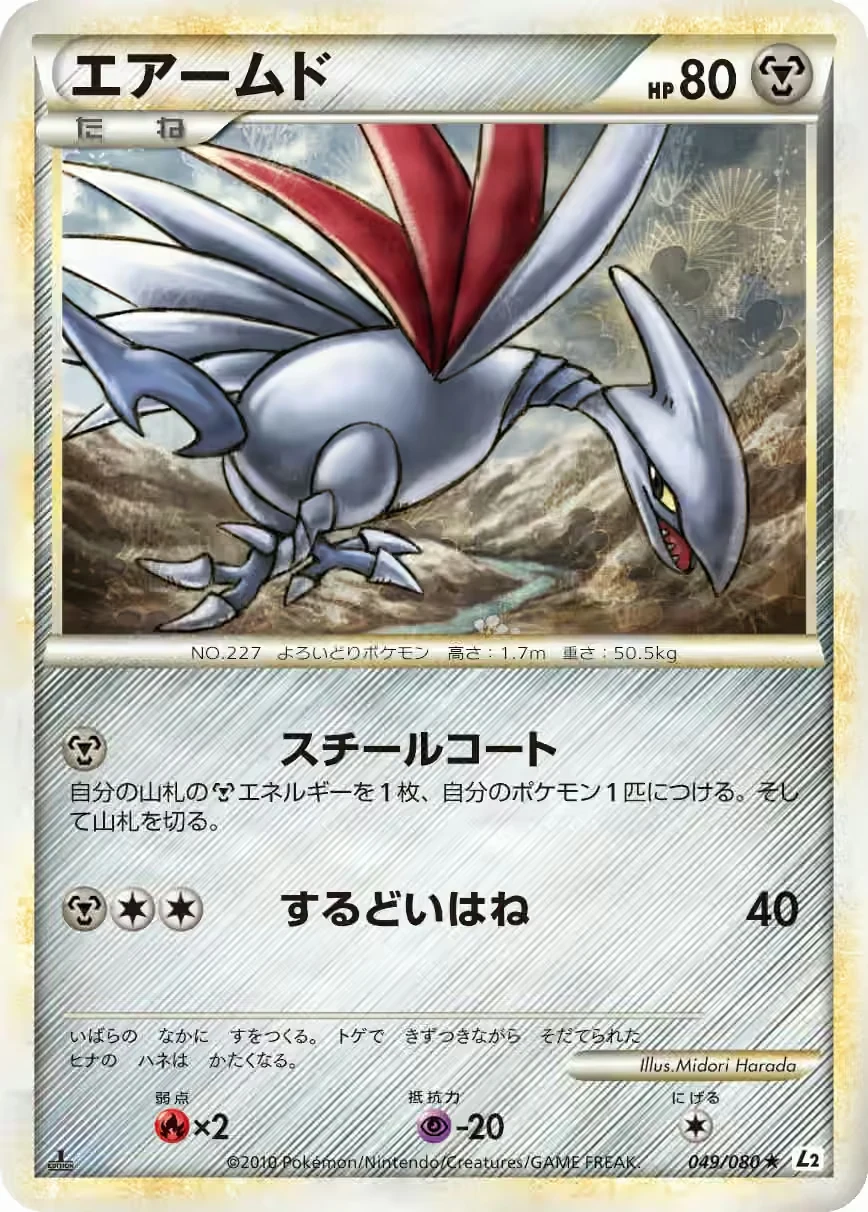 エアームド
HP80
たね
NO.227 よろいどりポケモン 高さ：1.7m 重さ：50.5kg
スチールコート
自分の山札のエネルギーを1枚、自分のポケモン1匹につける。そし
て山札を切る。
するどいはね 40
いばらの なかに すをつくる。 トゲで きずつきながら そだてられた
ヒナの ハネは かたくなる。
Illus.Midori Harada
弱点 抵抗力 にげる
×2 -20
1 EDITION ©2010 Pokémon/Nintendo/Creatures/GAME FREAK. 049/080★ L2